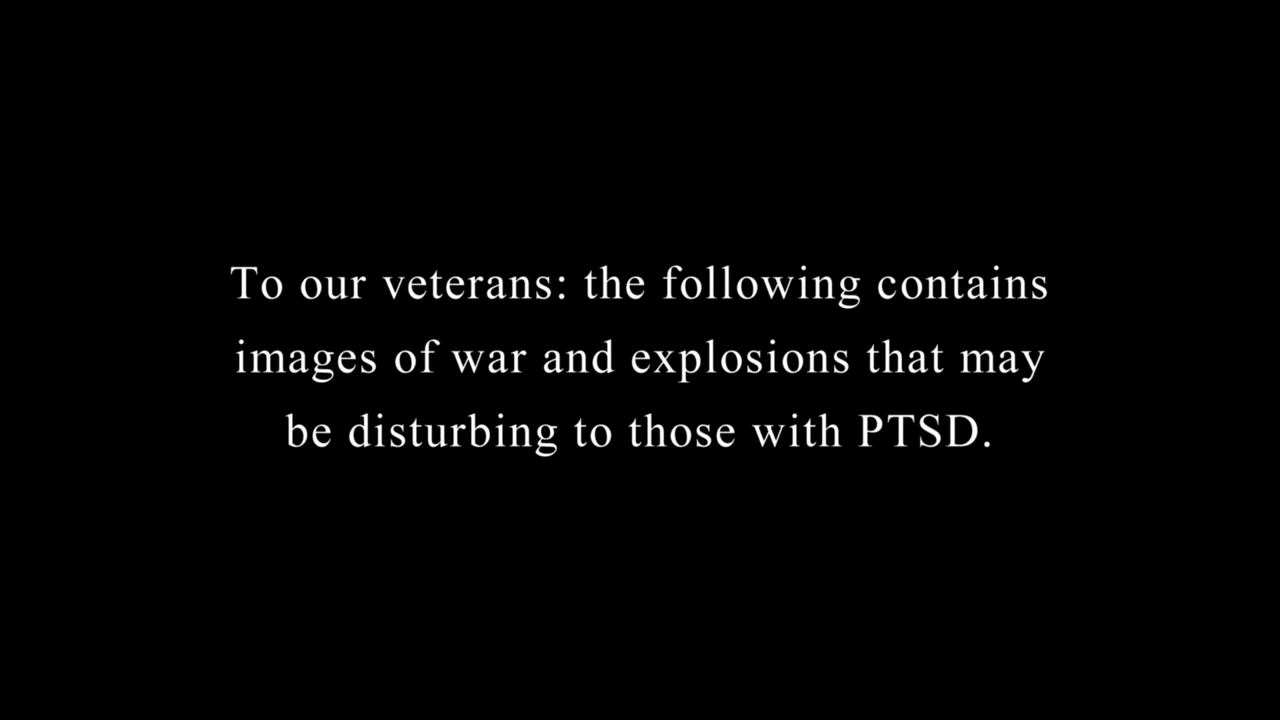 To our veterans: the following contains
images of war and explosions that may
be disturbing to those with PTSD.